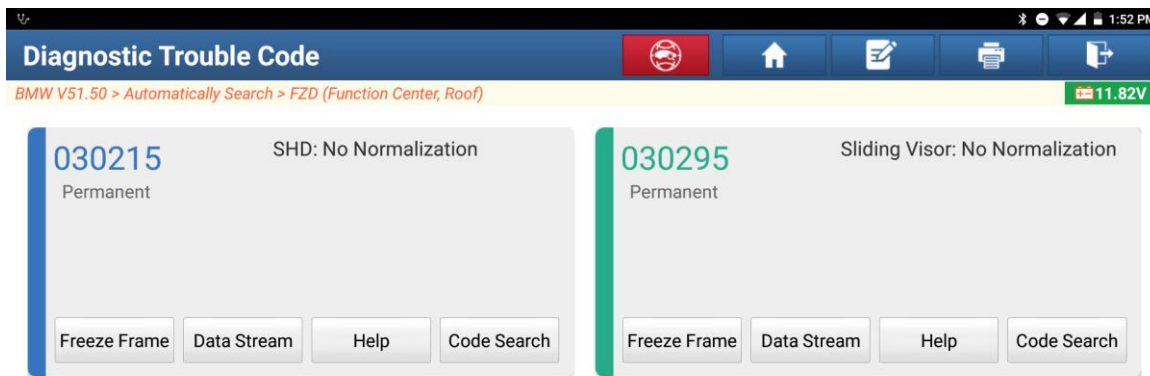 1:52 PM
Diagnostic Trouble Code
BMW V51.50 > Automatically Search > FZD (Function Center, Roof)
11.82V
030215
SHD: No Normalization
Permanent
Freeze Frame
Data Stream
Help
Code Search
030295
Sliding Visor: No Normalization
Permanent
Freeze Frame
Data Stream
Help
Code Search